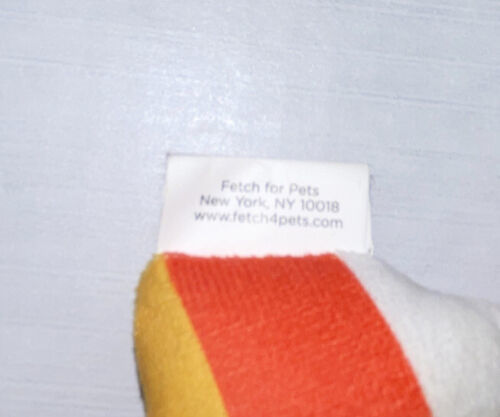 Fetch for Pets
New York, NY 10018
www.fetch4pets.com